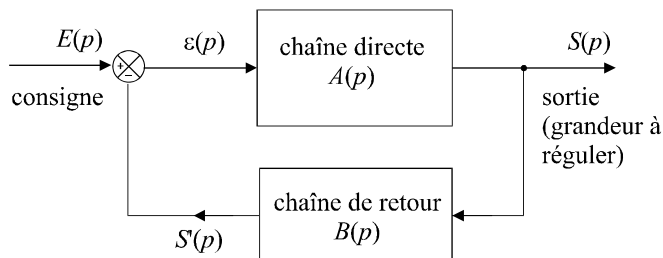 E(p)
ε(p)
chaîne directe
A(p)
S(p)
+
−
consigne
sortie
(grandeur à
réguler)
chaîne de retour
B(p)
S'(p)